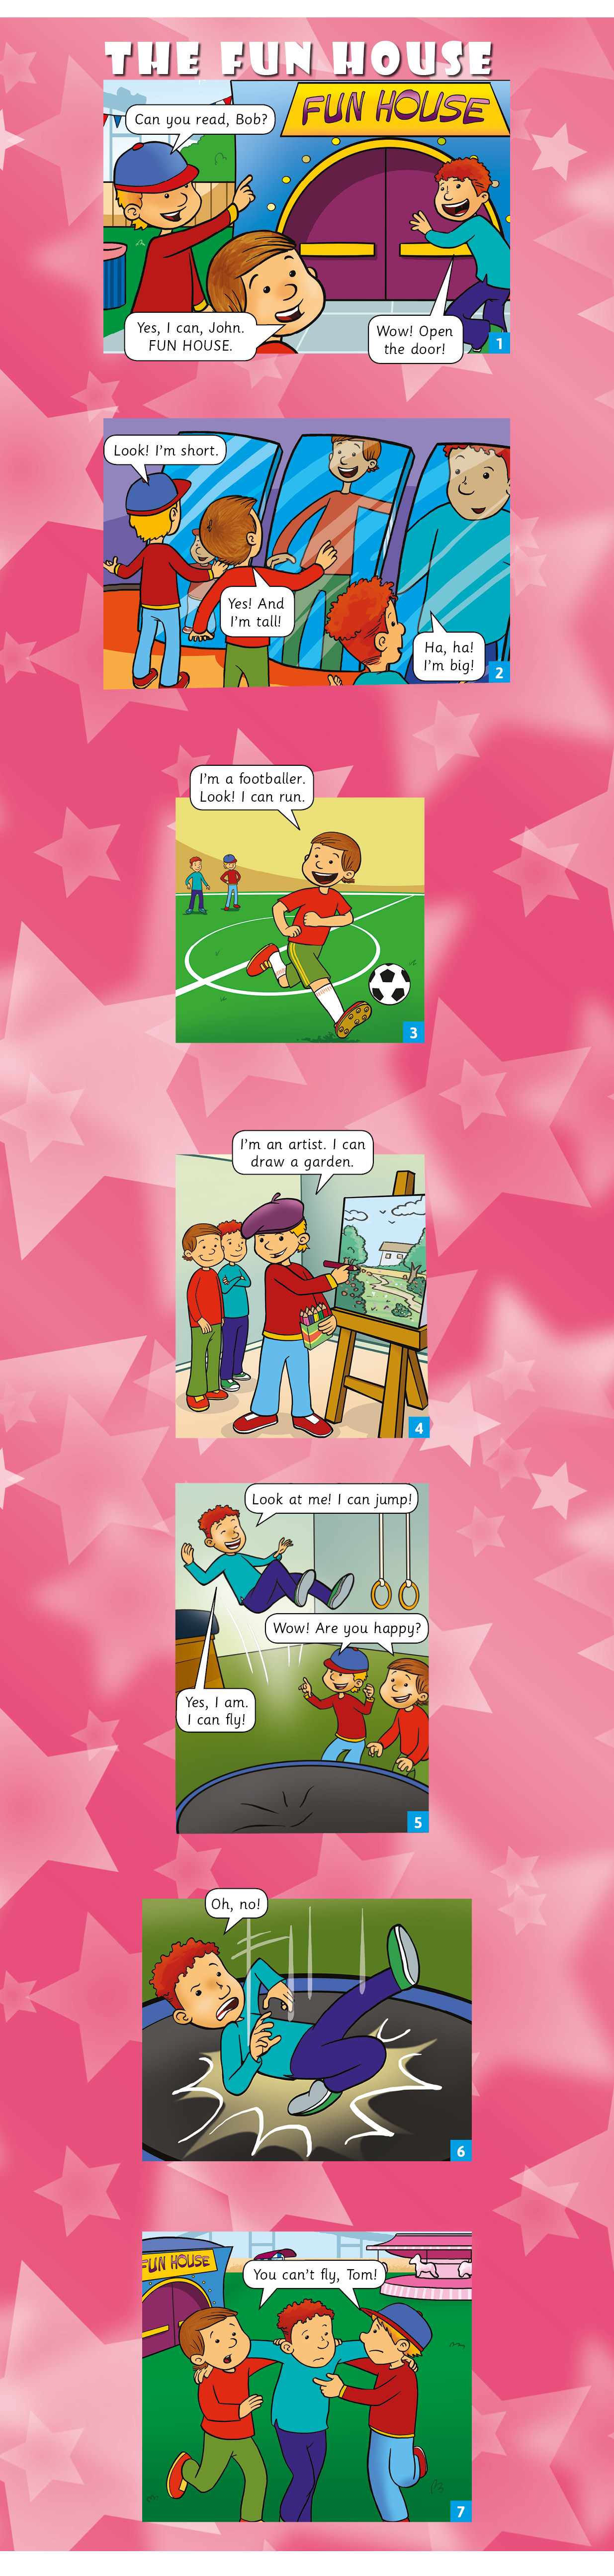 THE FUN HOUSE
Can you read, Bob?
FUN HOUSE
Yes, I can, John.
FUN HOUSE.
Wow! Open
the door!
1
Look! I'm short.
Yes! And
I'm tall!
Ha, ha!
I'm big!
2
I'm a footballer.
Look! I can run.
3
I'm an artist. I can
draw a garden.
4
Look at me! I can jump!
Wow! Are you happy?
Yes, I am.
I can fly!
5
Oh, no!
6
FUN HOUSE
You can't fly, Tom!
7